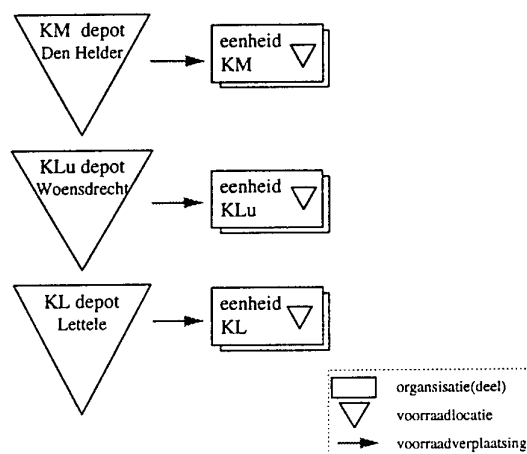 KM depot
Den Helder
eenheid
KM
KLu depot
Woensdrecht
eenheid
KLu
KL depot
Lettele
eenheid
KL
organsisatie(deel)
voorraadlocatie
voorraadverplaatsing